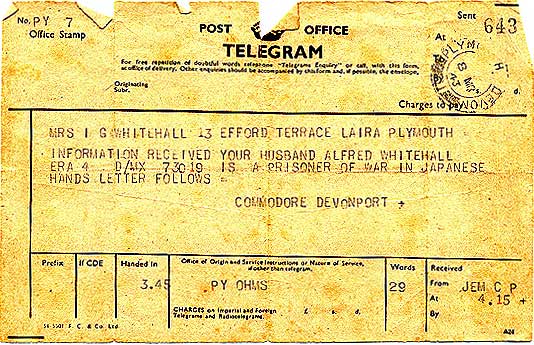 No. PY 7
Office Stamp
POST OFFICE
TELEGRAM
For free repetition of doubtful words telephone "Telegrams Enquiry" or call, with this form,
at office of delivery. Other enquiries should be accompanied by this form and, if possible, the envelope.
Originating
Subr.
Sent 643
At
PLYMO
DEVON
Charges to pay
d.
MRS I G WHITEHALL 13 EFFORD TERRACE LAIRA PLYMOUTH =
INFORMATION RECEIVED YOUR HUSBAND ALFRED WHITEHALL
ERA 4 D/MX 73019 IS A PRISONER OF WAR IN JAPANESE
HANDS LETTER FOLLOWS =
COMMODORE DEVONPORT +
Prefix If CDE Handed In Office of Origin and Service Instructions or Nature of Service, Words Received
if other than telegram.
3.45 PY OHMS 29 From JEM C P
At 4.15 +
By
CHARGES on Imperial and Foreign £ s. d.
Telegrams and Radiotelegrams.
F. C. & Co. Ltd